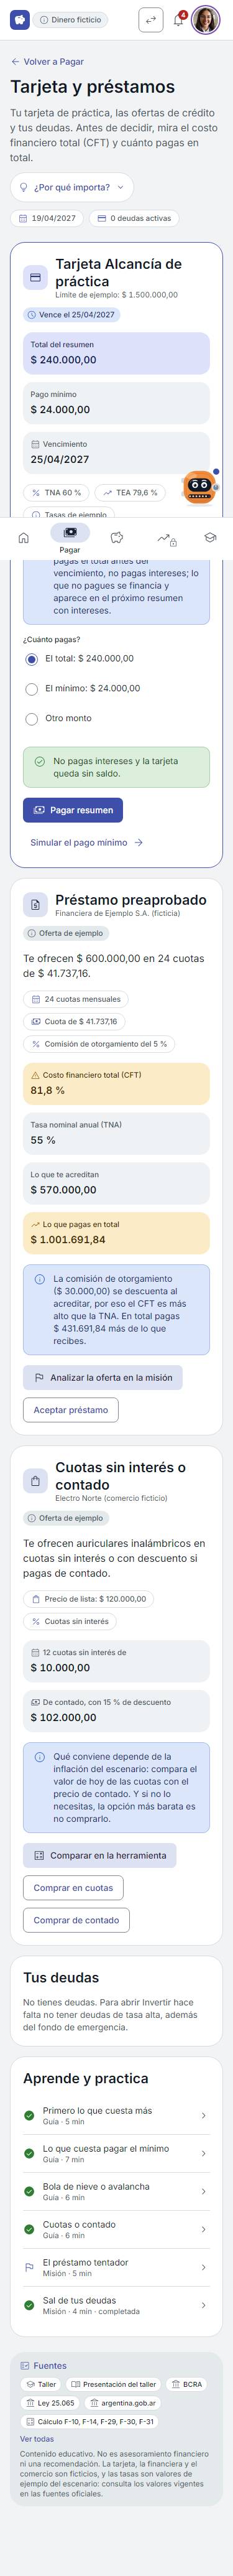 Dinero ficticio
4
Volver a Pagar
Tarjeta y préstamos
Tu tarjeta de práctica, las ofertas de crédito
y tus deudas. Antes de decidir, mira el costo
financiero total (CFT) y cuánto pagas en
total.
¿Por qué importa?
19/04/2027
0 deudas activas
Tarjeta Alcancía de
práctica
Límite de ejemplo: $ 1.500.000,00
Vence el 25/04/2027
Total del resumen
$ 240.000,00
Pago mínimo
$ 24.000,00
Vencimiento
25/04/2027
TNA 60 %
TEA 79,6 %
Tasas de ejemplo
Pagar
pagas el total antes del
vencimiento, no pagas intereses; lo
que no pagues se financia y
aparece en el próximo resumen
con intereses.
¿Cuánto pagas?
El total: $ 240.000,00
El mínimo: $ 24.000,00
Otro monto
No pagas intereses y la tarjeta
queda sin saldo.
Pagar resumen
Simular el pago mínimo
Préstamo preaprobado
Financiera de Ejemplo S.A. (ficticia)
Oferta de ejemplo
Te ofrecen $ 600.000,00 en 24 cuotas
de $ 41.737,16.
24 cuotas mensuales
Cuota de $ 41.737,16
Comisión de otorgamiento del 5 %
Costo financiero total (CFT)
81,8 %
Tasa nominal anual (TNA)
55 %
Lo que te acreditan
$ 570.000,00
Lo que pagas en total
$ 1.001.691,84
La comisión de otorgamiento
($ 30.000,00) se descuenta al
acreditar, por eso el CFT es más
alto que la TNA. En total pagas
$ 431.691,84 más de lo que
recibes.
Analizar la oferta en la misión
Aceptar préstamo
Cuotas sin interés o
contado
Electro Norte (comercio ficticio)
Oferta de ejemplo
Te ofrecen auriculares inalámbricos en
cuotas sin interés o con descuento si
pagas de contado.
Precio de lista: $ 120.000,00
Cuotas sin interés
12 cuotas sin interés de
$ 10.000,00
De contado, con 15 % de descuento
$ 102.000,00
Qué conviene depende de la
inflación del escenario: compara el
valor de hoy de las cuotas con el
precio de contado. Y si no lo
necesitas, la opción más barata es
no comprarlo.
Comparar en la herramienta
Comprar en cuotas
Comprar de contado
Tus deudas
No tienes deudas. Para abrir Invertir hace
falta no tener deudas de tasa alta, además
del fondo de emergencia.
Aprende y practica
Primero lo que cuesta más
Guía · 5 min
Lo que cuesta pagar el mínimo
Guía · 7 min
Bola de nieve o avalancha
Guía · 6 min
Cuotas o contado
Guía · 6 min
El préstamo tentador
Misión · 5 min
Sal de tus deudas
Misión · 4 min · completada
Fuentes
Taller
Presentación del taller
BCRA
Ley 25.065
argentina.gob.ar
Cálculo F-10, F-14, F-29, F-30, F-31
Ver todas
Contenido educativo. No es asesoramiento financiero
ni una recomendación. La tarjeta, la financiera y el
comercio son ficticios, y las tasas son valores de
ejemplo del escenario: consulta los valores vigentes
en las fuentes oficiales.